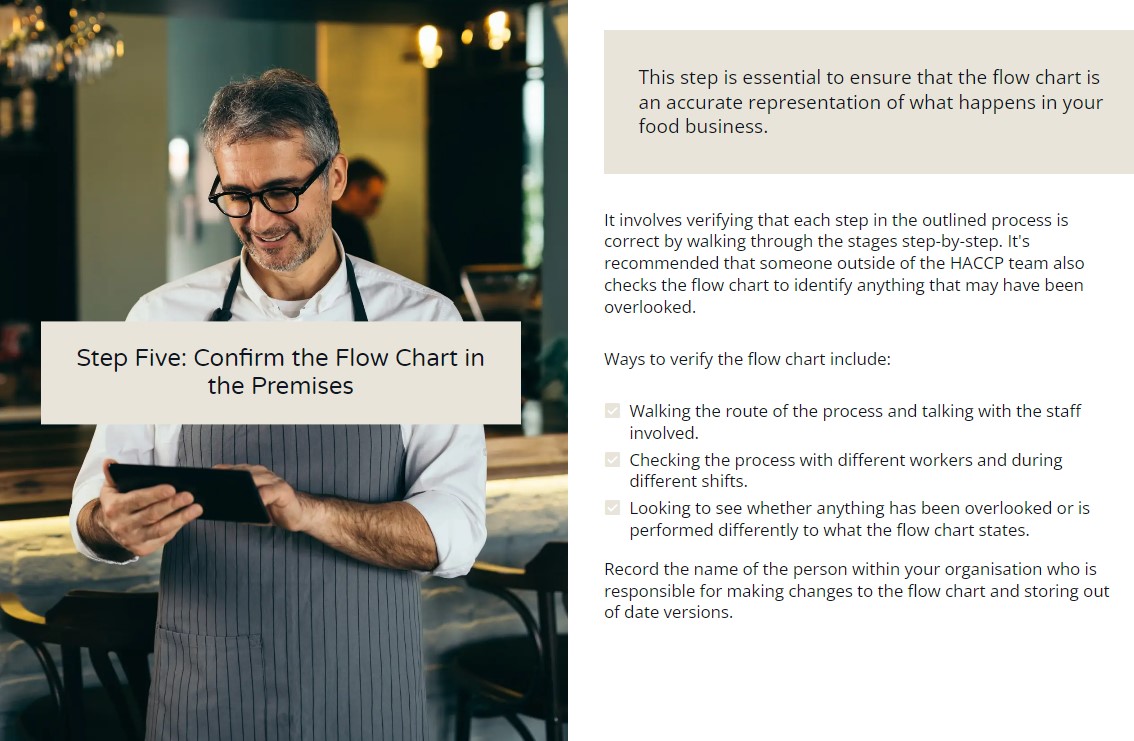 Step Five: Confirm the Flow Chart in
the Premises
This step is essential to ensure that the flow chart is
an accurate representation of what happens in your
food business.
It involves verifying that each step in the outlined process is
correct by walking through the stages step-by-step. It's
recommended that someone outside of the HACCP team also
checks the flow chart to identify anything that may have been
overlooked.
Ways to verify the flow chart include:
Walking the route of the process and talking with the staff
involved.
Checking the process with different workers and during
different shifts.
Looking to see whether anything has been overlooked or is
performed differently to what the flow chart states.
Record the name of the person within your organisation who is
responsible for making changes to the flow chart and storing out
of date versions.